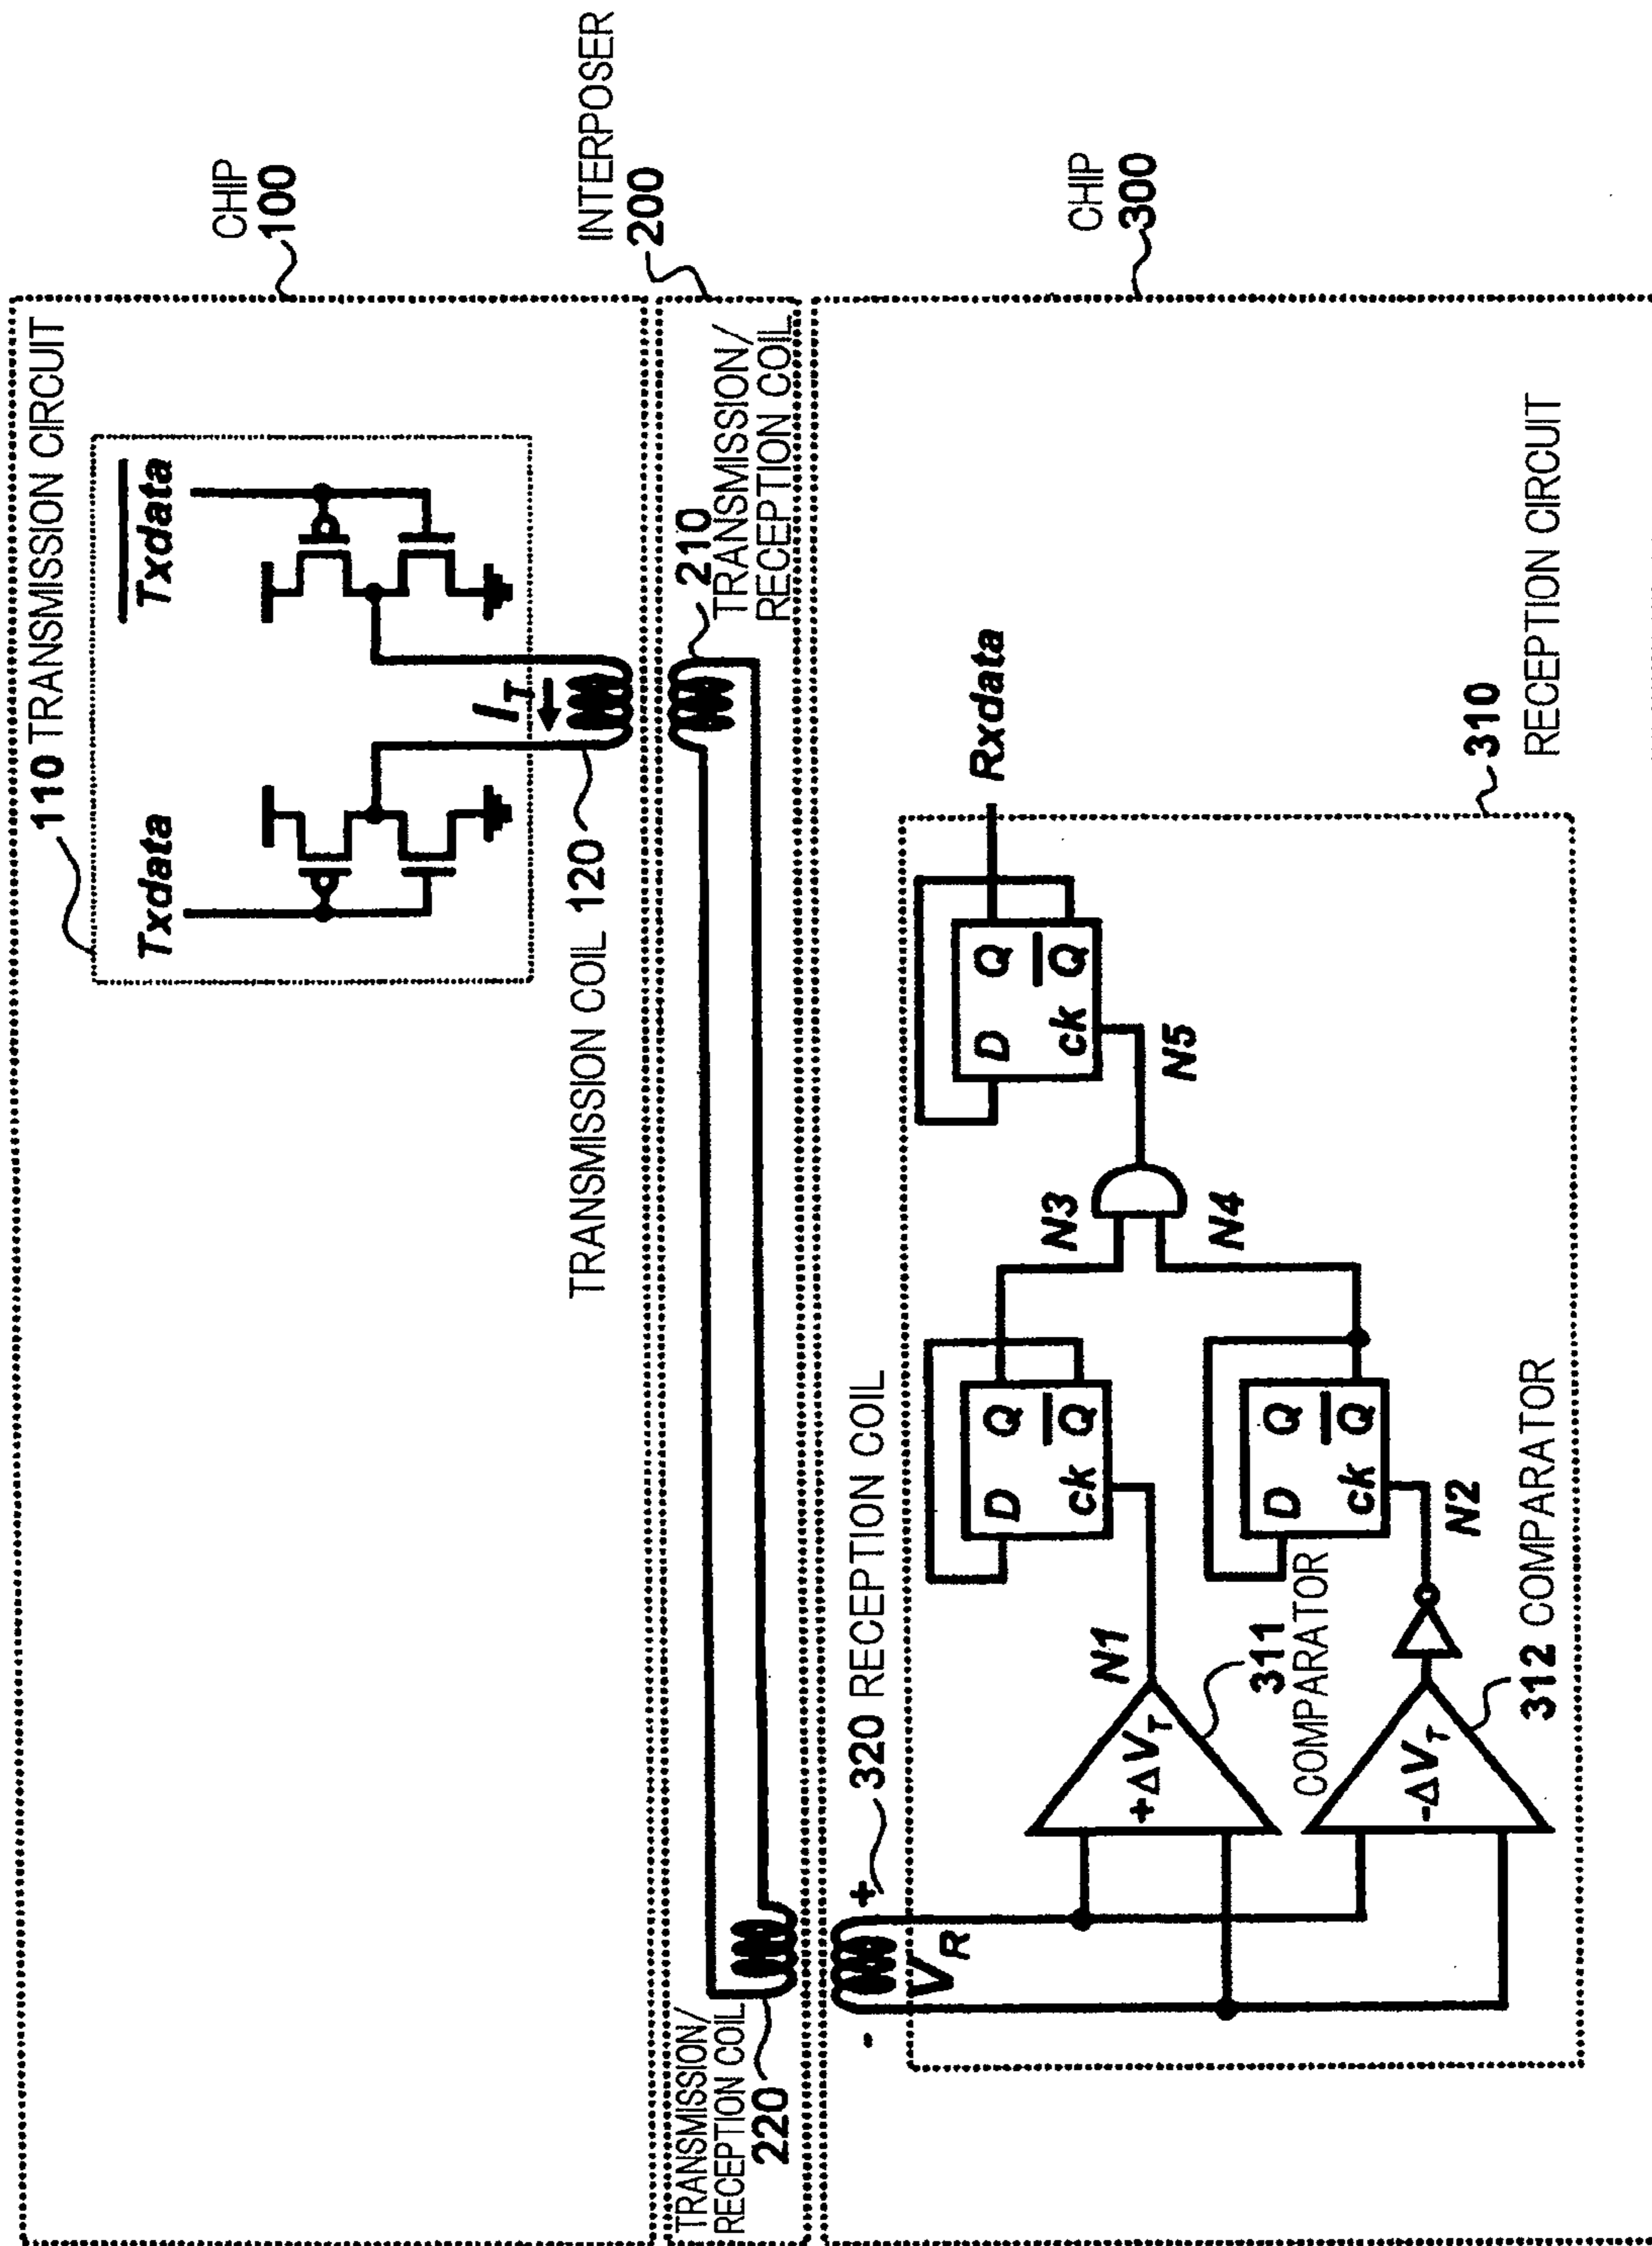 CHIP
100
INTERPOSER
200
CHIP
300
110 TRANSMISSION CIRCUIT
Txdata
Txdata
I_T
TRANSMISSION COIL 120
210
TRANSMISSION/
RECEPTION COIL
TRANSMISSION/
RECEPTION COIL
220
320 RECEPTION COIL
+
-
V_R
+ΔV_T
-ΔV_T
N1
311
COMPARATOR
312 COMPARATOR
N2
D Q
ck Q
D Q
ck Q
N3
N4
N5
D Q
ck Q
Rxdata
310
RECEPTION CIRCUIT